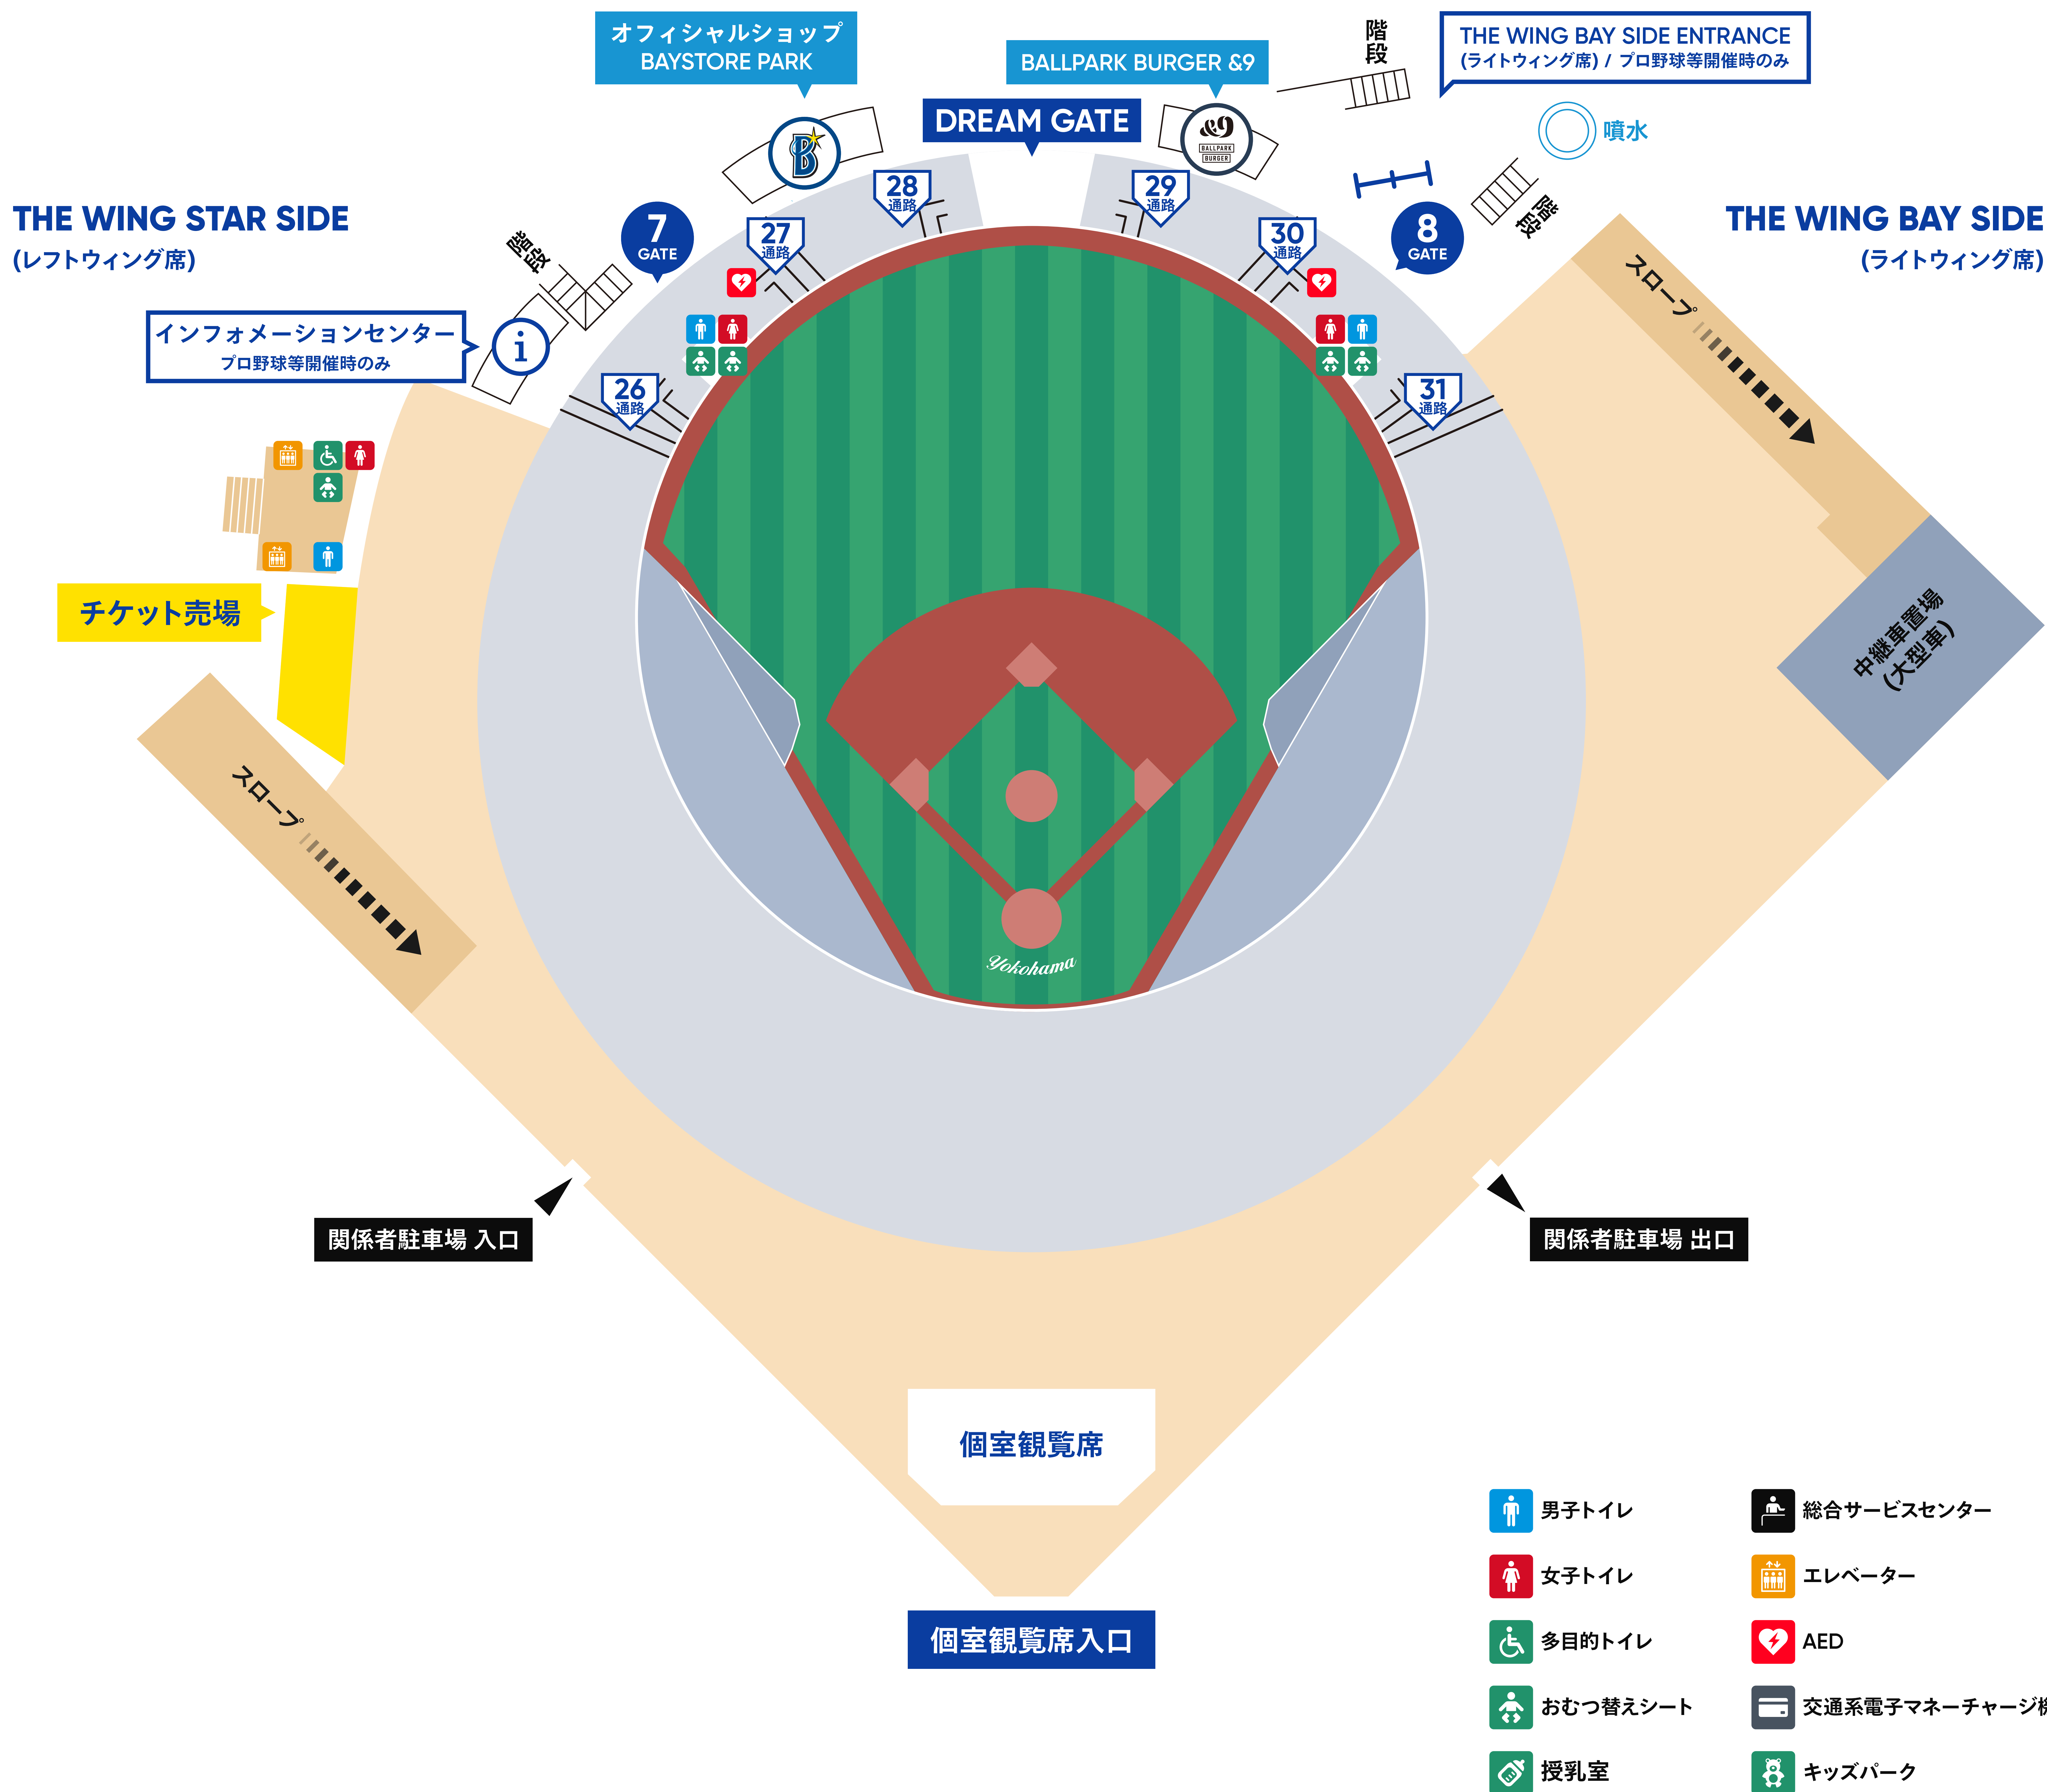 オフィシャルショップ
BAYSTORE PARK
BALLPARK BURGER &9
階段
THE WING BAY SIDE ENTRANCE
(ライトウィング席) / プロ野球等開催時のみ
DREAM GATE
B
&9
BALLPARK
BURGER
噴水
THE WING STAR SIDE
(レフトウィング席)
THE WING BAY SIDE
(ライトウィング席)
28
通路
29
通路
7
GATE
27
通路
30
通路
8
GATE
階段
階段
スロープ
インフォメーションセンター
プロ野球等開催時のみ
i
26
通路
31
通路
チケット売場
中継車置場
(大型車)
スロープ
Yokohama
関係者駐車場 入口
関係者駐車場 出口
個室観覧席
個室観覧席入口
男子トイレ
総合サービスセンター
女子トイレ
エレベーター
多目的トイレ
AED
おむつ替えシート
交通系電子マネーチャージ
授乳室
キッズパーク